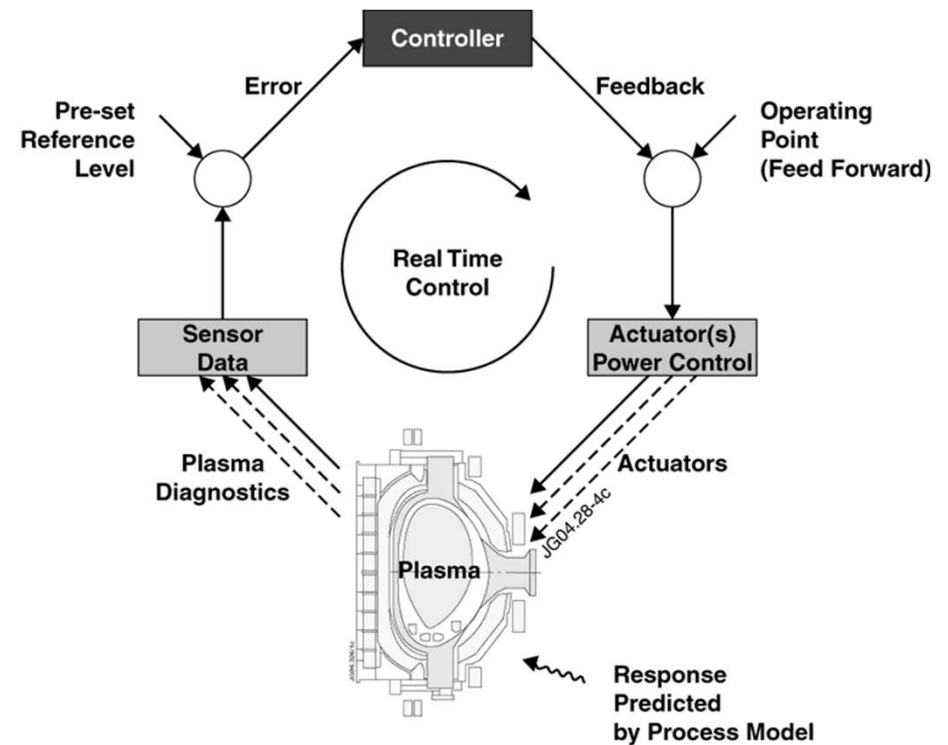 Controller
Error
Feedback
Pre-set
Reference
Level
Operating
Point
(Feed Forward)
Real Time
Control
Sensor
Data
Actuator(s)
Power Control
Plasma
Diagnostics
Actuators
JG04.28-4c
Plasma
Response
Predicted
by Process Model